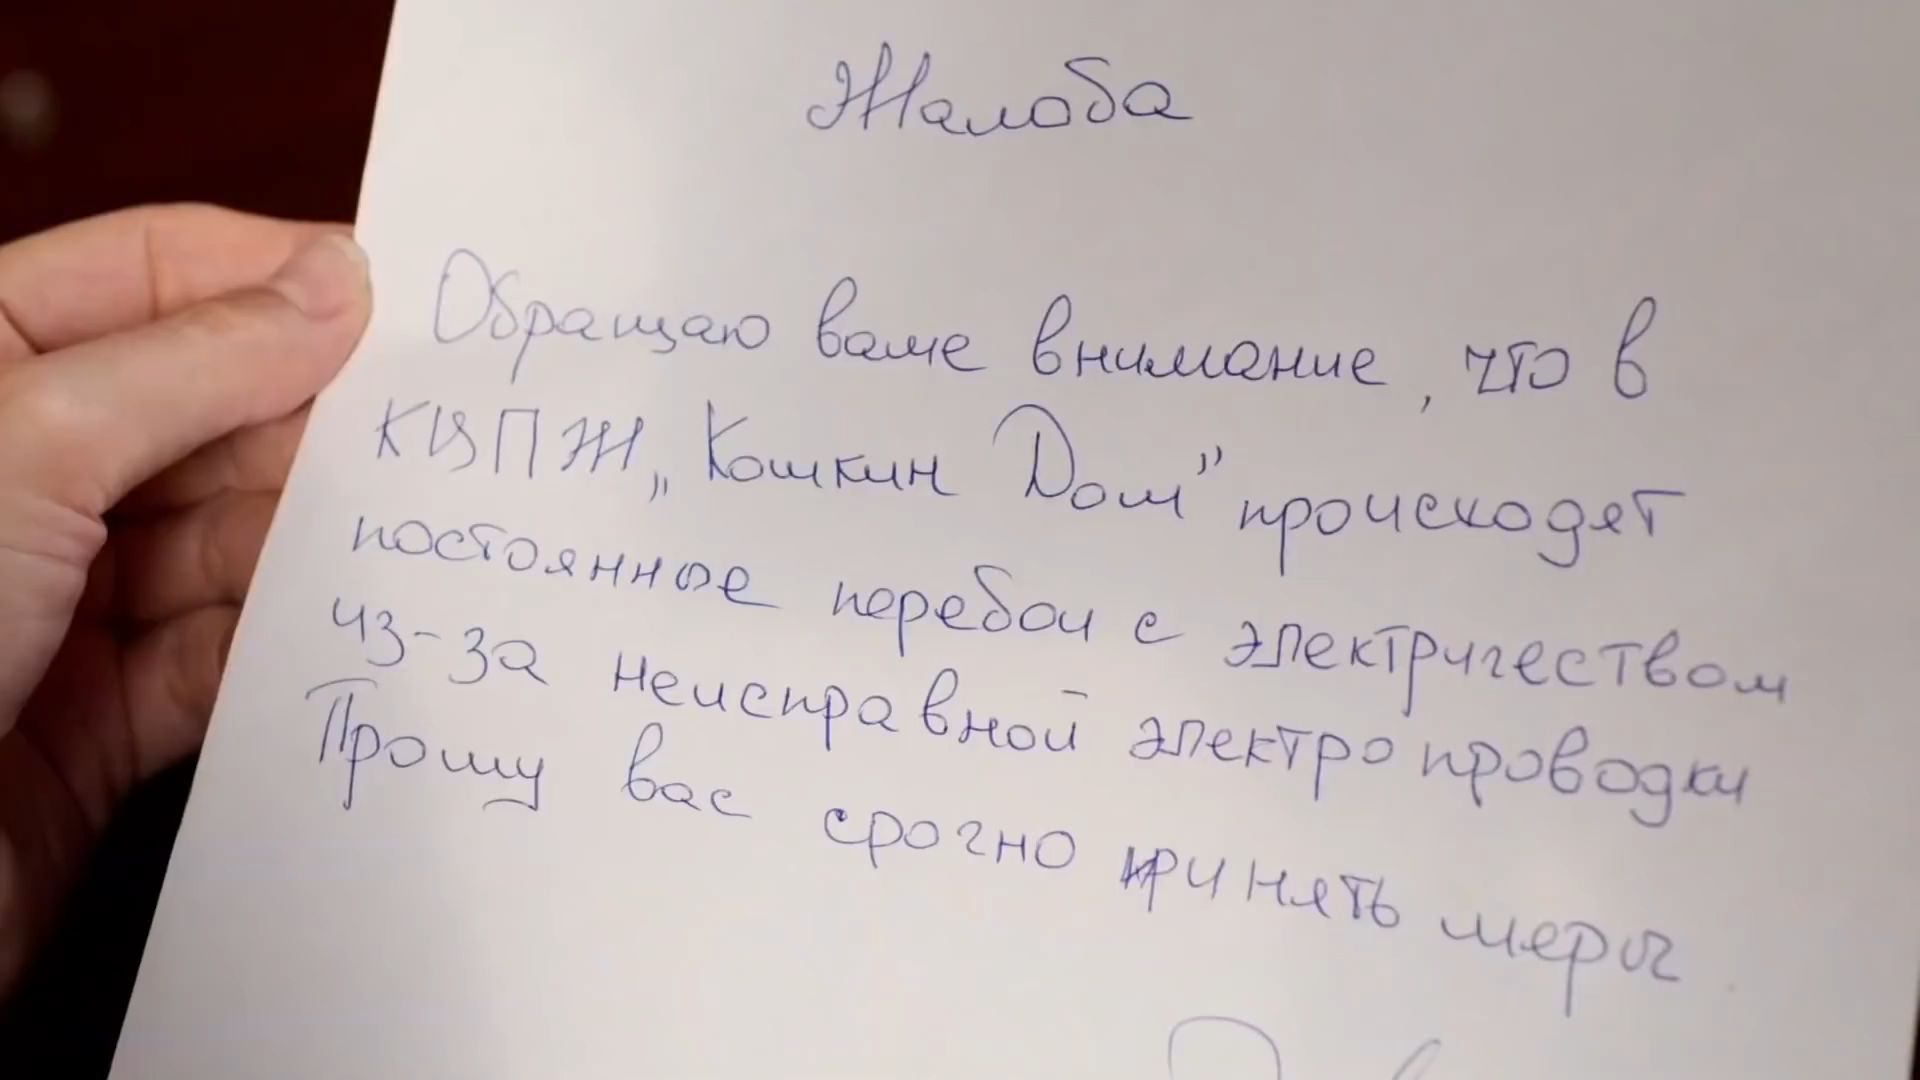 Жалоба
Обращаю ваше внимание, что в
КЦПЖ „Кошкин Дом” происходят
постоянное перебои с электричеством
из-за неисправной электропроводки
Прошу вас срочно принять меры.